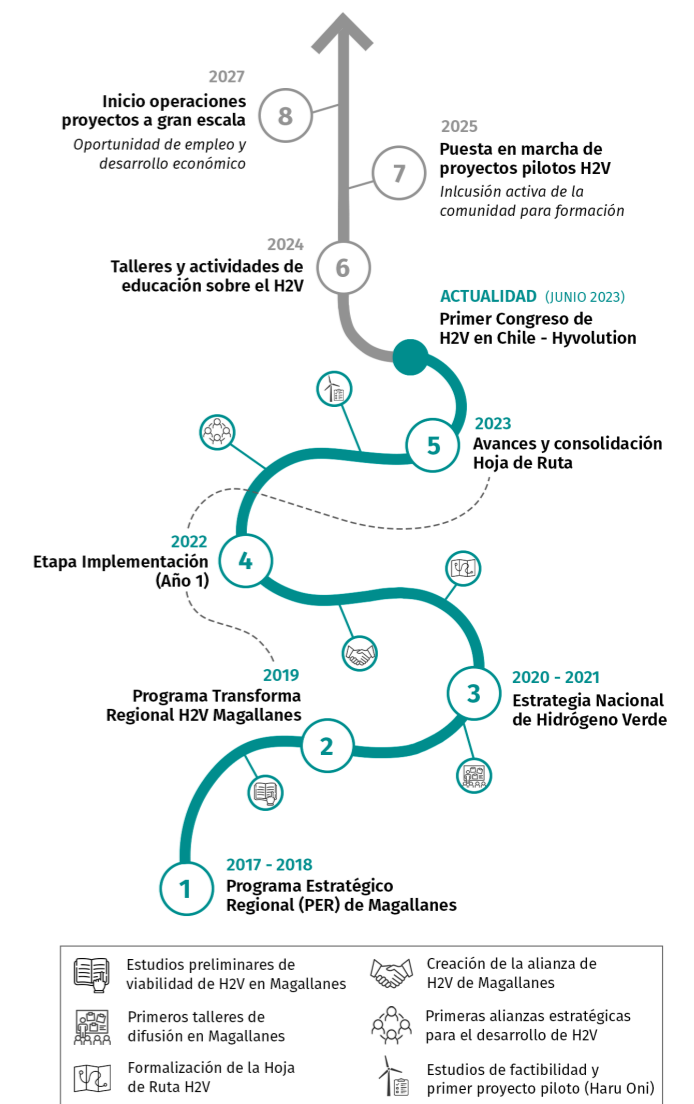 2027
Inicio operaciones
proyectos a gran escala
Oportunidad de empleo y
desarrollo económico
8
2025
Puesta en marcha de
proyectos pilotos H2V
Inlcusión activa de la
comunidad para formación
7
2024
Talleres y actividades de
educación sobre el H2V
6
ACTUALIDAD (JUNIO 2023)
Primer Congreso de
H2V en Chile - Hyvolution
5
2023
Avances y consolidación
Hoja de Ruta
2022
Etapa Implementación
(Año 1)
4
2019
Programa Transforma
Regional H2V Magallanes
2
3
2020 - 2021
Estrategia Nacional
de Hidrógeno Verde
1
2017 - 2018
Programa Estratégico
Regional (PER) de Magallanes
Estudios preliminares de
viabilidad de H2V en Magallanes
Primeros talleres de
difusión en Magallanes
Formalización de la Hoja
de Ruta H2V
Creación de la alianza de
H2V de Magallanes
Primeras alianzas estratégicas
para el desarrollo de H2V
Estudios de factibilidad y
primer proyecto piloto (Haru Oni)